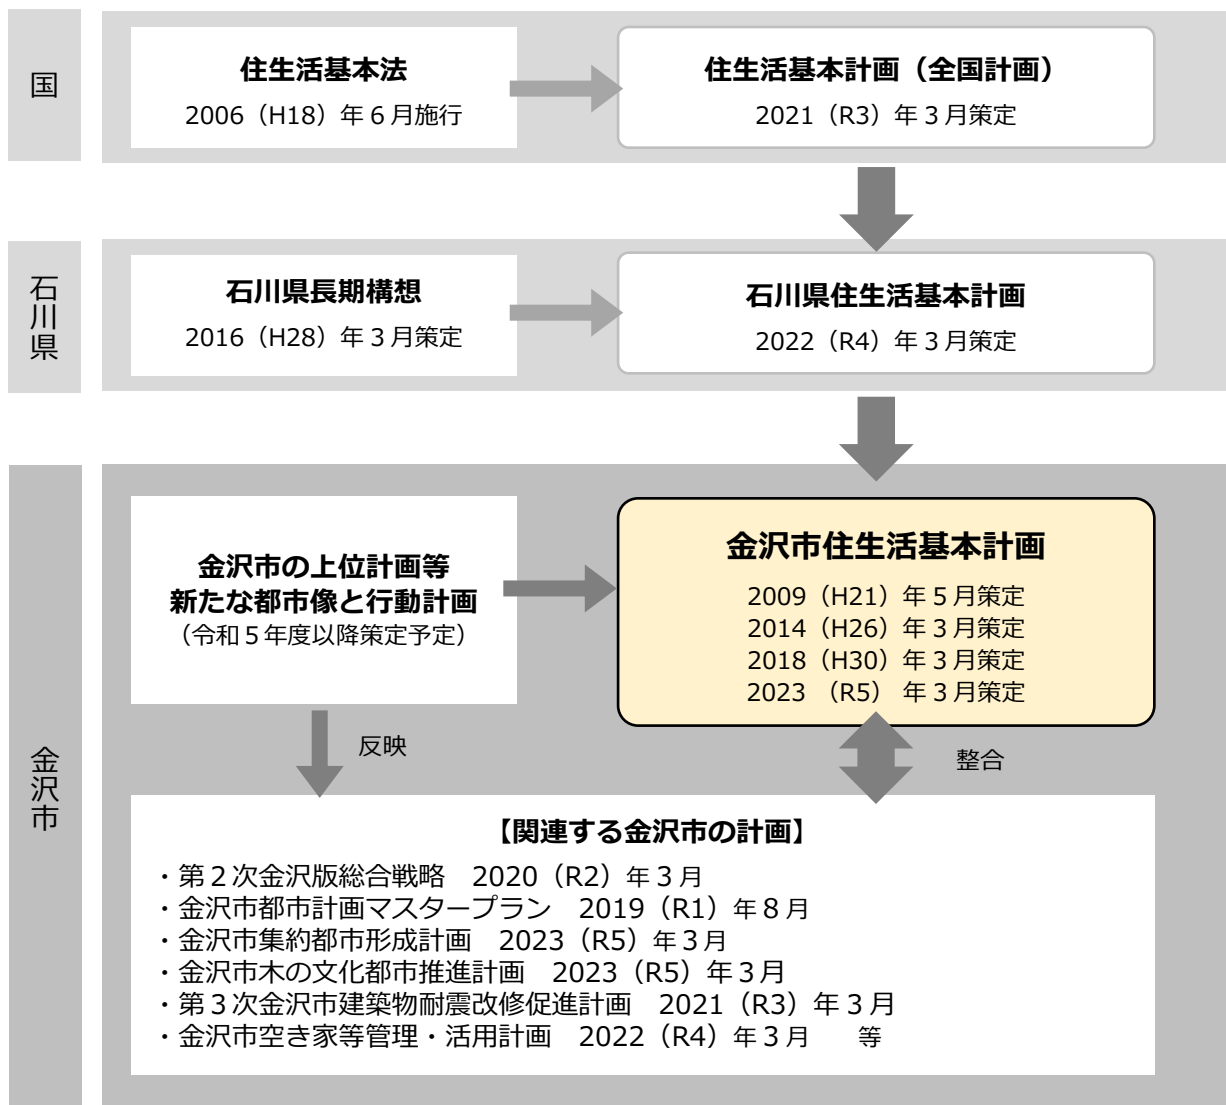 国
住生活基本法
2006（H18）年６月施行
住生活基本計画（全国計画）
2021（R3）年３月策定
石川県
石川県長期構想
2016（H28）年３月策定
石川県住生活基本計画
2022（R4）年３月策定
金沢市
金沢市の上位計画等
新たな都市像と行動計画
（令和５年度以降策定予定）
金沢市住生活基本計画
2009（H21）年５月策定
2014（H26）年３月策定
2018（H30）年３月策定
2023 （R5） 年３月策定
反映
整合
【関連する金沢市の計画】
・第２次金沢版総合戦略　2020（R2）年３月
・金沢市都市計画マスタープラン　2019（R1）年８月
・金沢市集約都市形成計画　2023（R5）年３月
・金沢市木の文化都市推進計画　2023（R5）年３月
・第３次金沢市建築物耐震改修促進計画　2021（R3）年３月
・金沢市空き家等管理・活用計画　2022（R4）年３月　　等